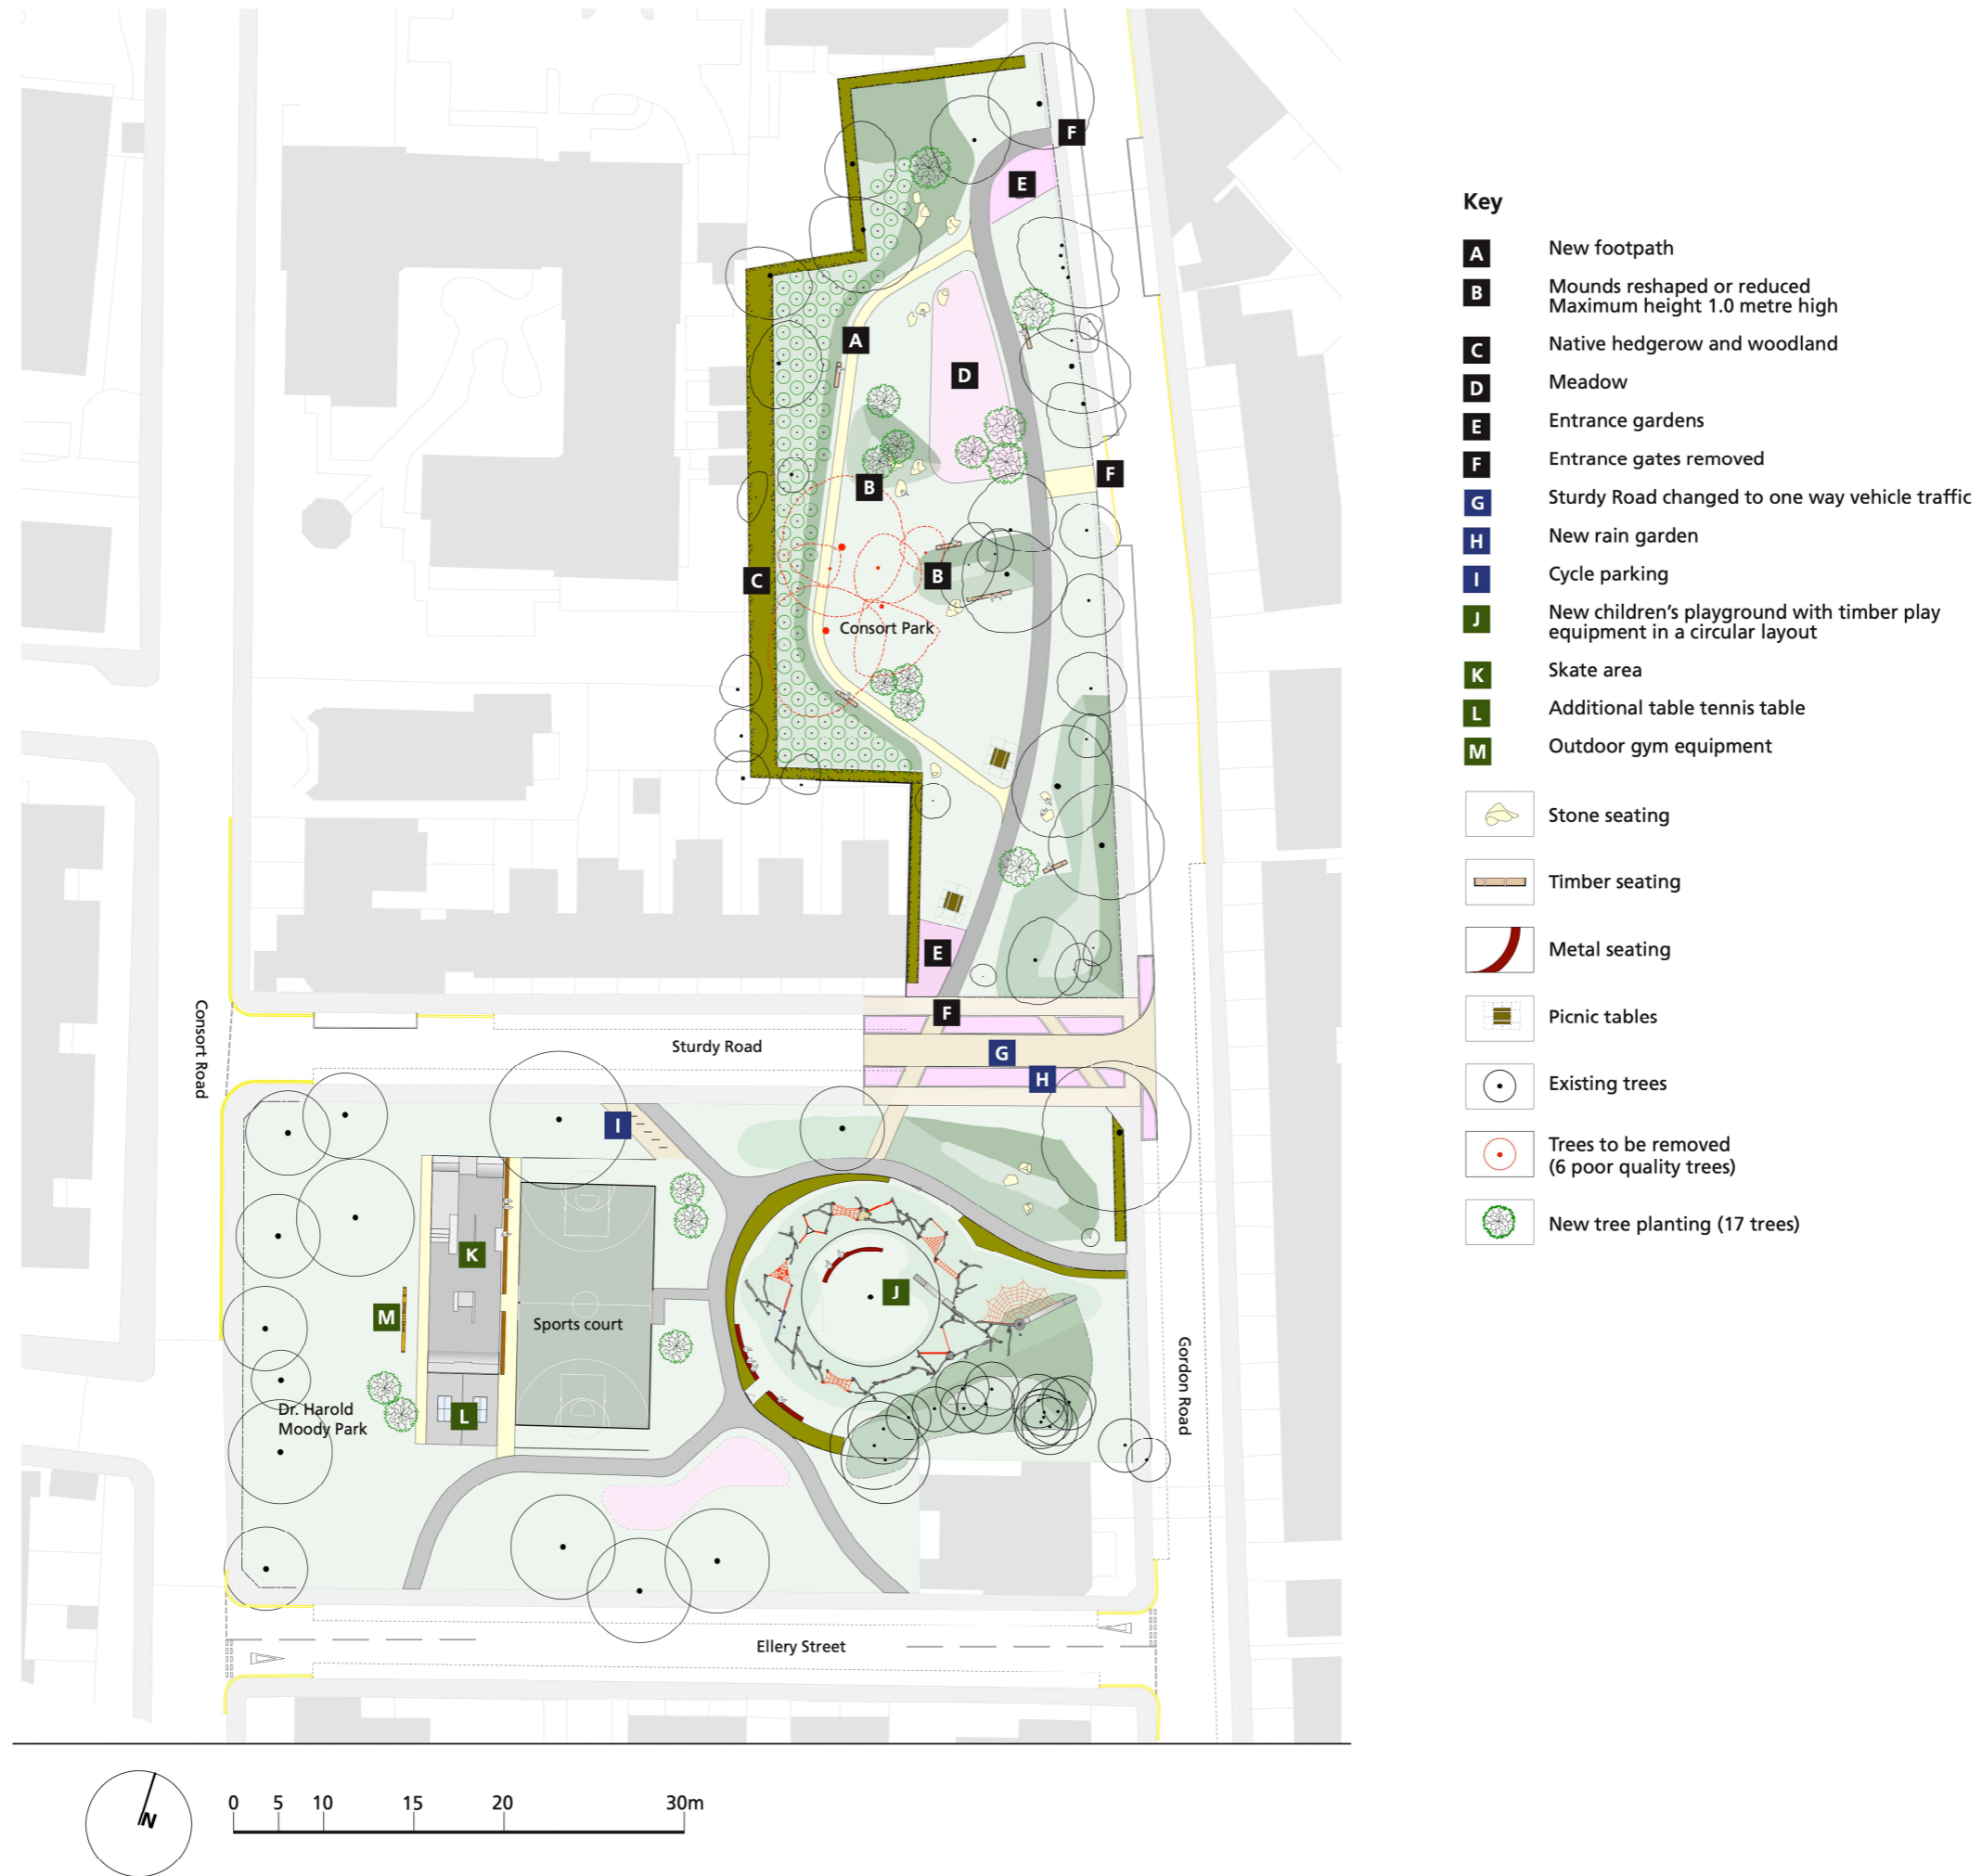 F
E
A
D
B
F
C
B
Consort Park
E
F
G
H
Sturdy Road
Consort Road
I
K
J
M
Sports court
L
Dr. Harold
Moody Park
Gordon Road
Ellery Street
N
0 5 10 15 20 30m
Key
A New footpath
B Mounds reshaped or reduced
Maximum height 1.0 metre high
C Native hedgerow and woodland
D Meadow
E Entrance gardens
F Entrance gates removed
G Sturdy Road changed to one way vehicle traffic
H New rain garden
I Cycle parking
J New children’s playground with timber play
equipment in a circular layout
K Skate area
L Additional table tennis table
M Outdoor gym equipment
Stone seating
Timber seating
Metal seating
Picnic tables
Existing trees
Trees to be removed
(6 poor quality trees)
New tree planting (17 trees)